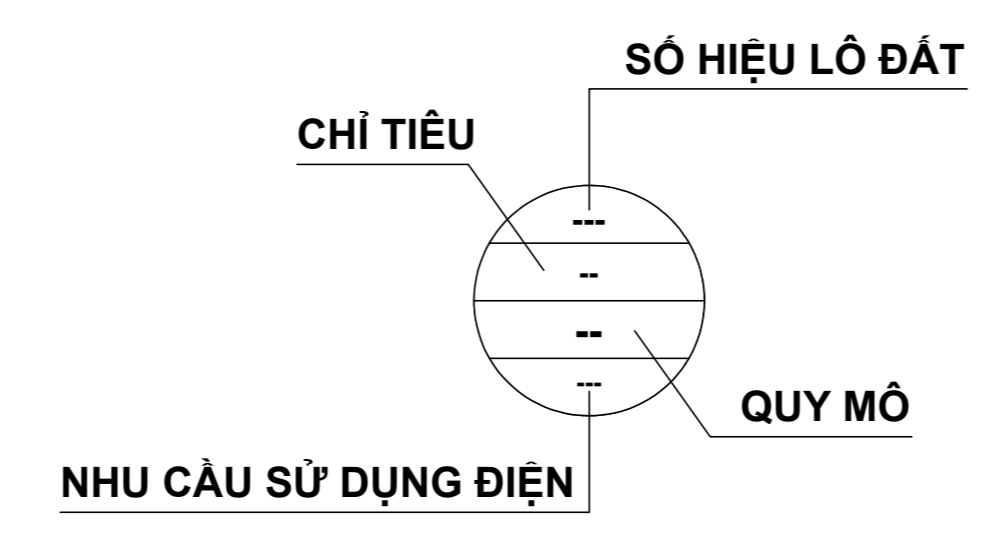 SỐ HIỆU LÔ ĐẤT
CHỈ TIÊU
---
--
--
---
QUY MÔ
NHU CẦU SỬ DỤNG ĐIỆN